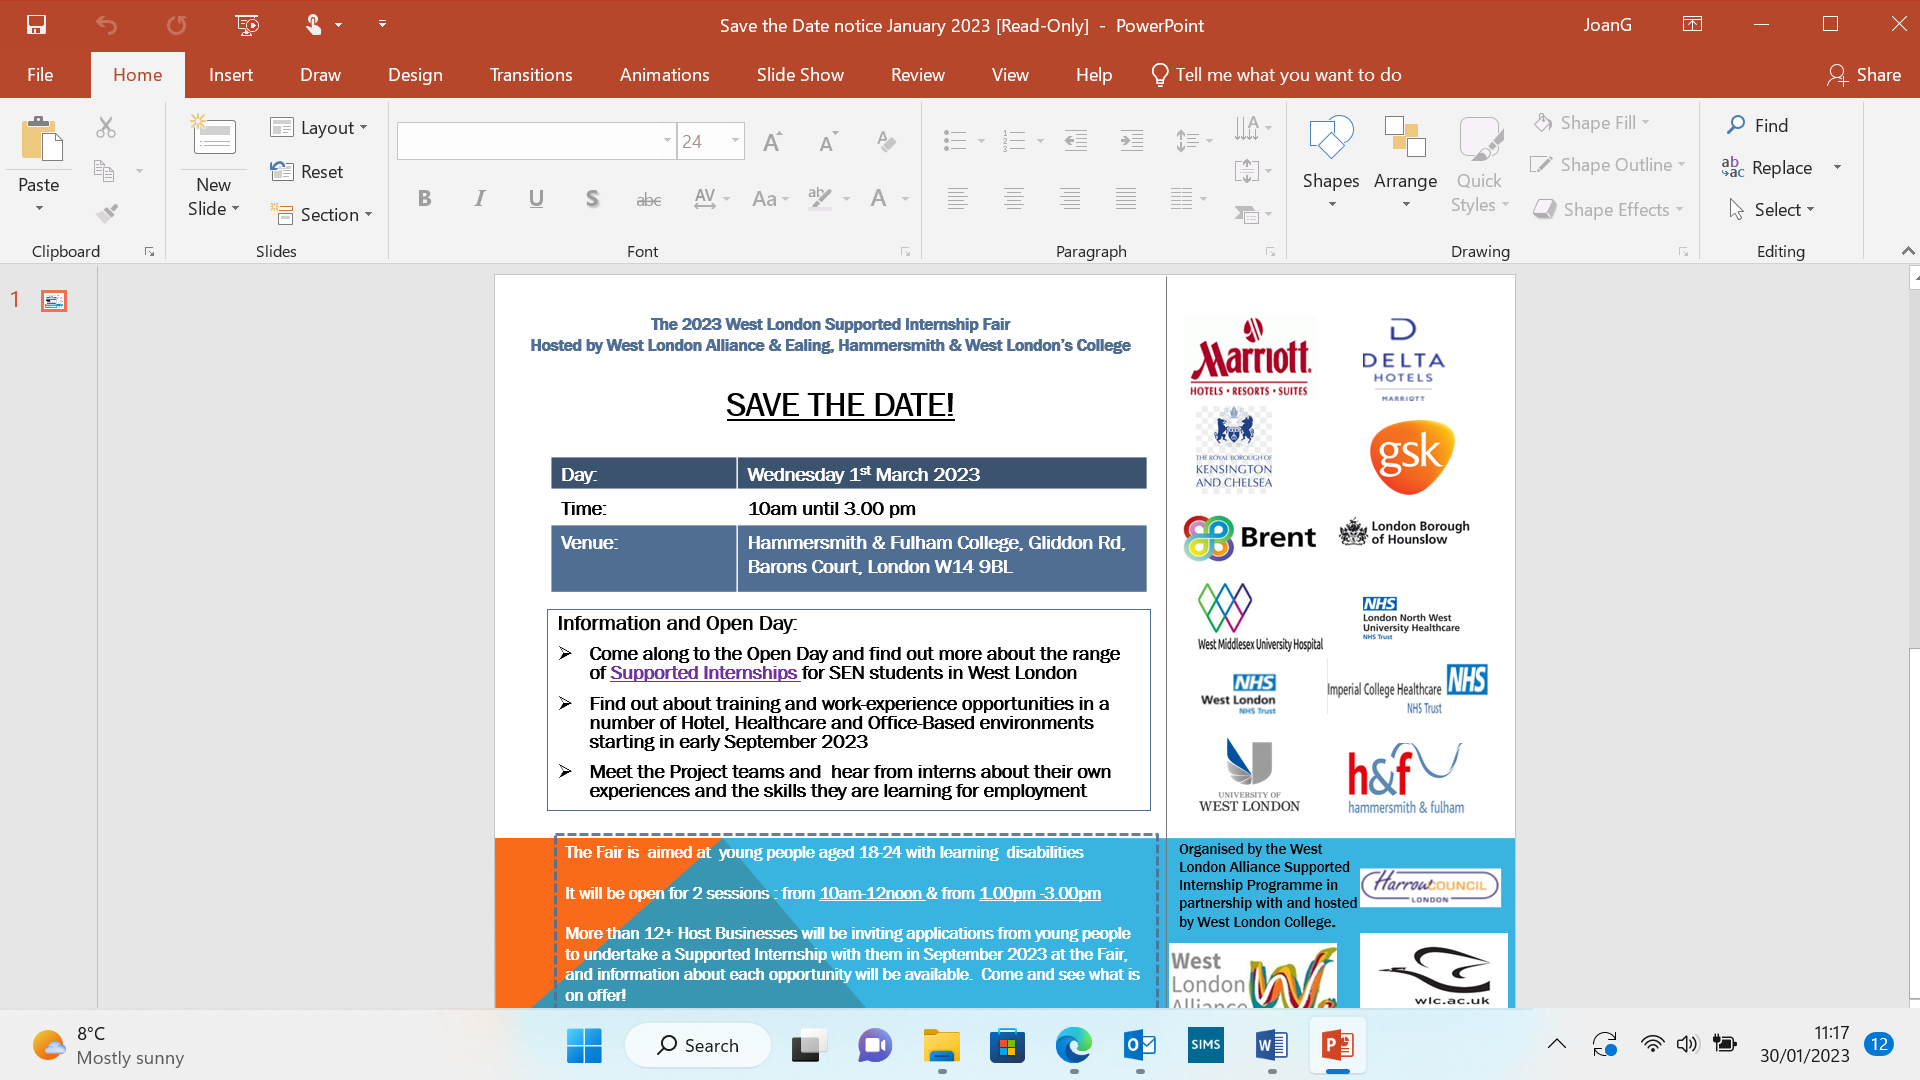 Save the Date notice January 2023 [Read-Only] - PowerPoint
JoanG
File
Home
Insert
Draw
Design
Transitions
Animations
Slide Show
Review
View
Help
Tell me what you want to do
Share
Paste
New
Slide
Layout
Reset
Section
24
Shapes
Arrange
Quick
Styles
Shape Fill
Shape Outline
Shape Effects
Find
Replace
Select
Clipboard
Slides
Font
Paragraph
Drawing
Editing
1
The 2023 West London Supported Internship Fair
Hosted by West London Alliance & Ealing, Hammersmith & West London's College
SAVE THE DATE!
Day: Wednesday 1st March 2023
Time: 10am until 3.00 pm
Venue: Hammersmith & Fulham College, Gliddon Rd,
Barons Court, London W14 9BL
Information and Open Day:
Come along to the Open Day and find out more about the range
of Supported Internships for SEN students in West London
Find out about training and work-experience opportunities in a
number of Hotel, Healthcare and Office-Based environments
starting in early September 2023
Meet the Project teams and hear from interns about their own
experiences and the skills they are learning for employment
The Fair is aimed at young people aged 18-24 with learning disabilities
It will be open for 2 sessions : from 10am-12noon & from 1.00pm -3.00pm
More than 12+ Host Businesses will be inviting applications from young people
to undertake a Supported Internship with them in September 2023 at the Fair,
and information about each opportunity will be available. Come and see what is
on offer!
Marriott
HOTELS • RESORTS • SUITES
D
DELTA
HOTELS
MARRIOTT
THE ROYAL BOROUGH OF
KENSINGTON
AND CHELSEA
gsk
Brent
London Borough
of Hounslow
West Middlesex University Hospital
NHS
London North West
University Healthcare
NHS Trust
NHS
West London
NHS Trust
Imperial College Healthcare NHS
NHS Trust
UNIVERSITY OF
WEST LONDON
h&f
hammersmith & fulham
Organised by the West
London Alliance Supported
Internship Programme in
partnership with and hosted
by West London College.
HarrowCOUNCIL
LONDON
West
London
Alliance
wlc.ac.uk
8°C
Mostly sunny
Search
SIMS
11:17
30/01/2023
12